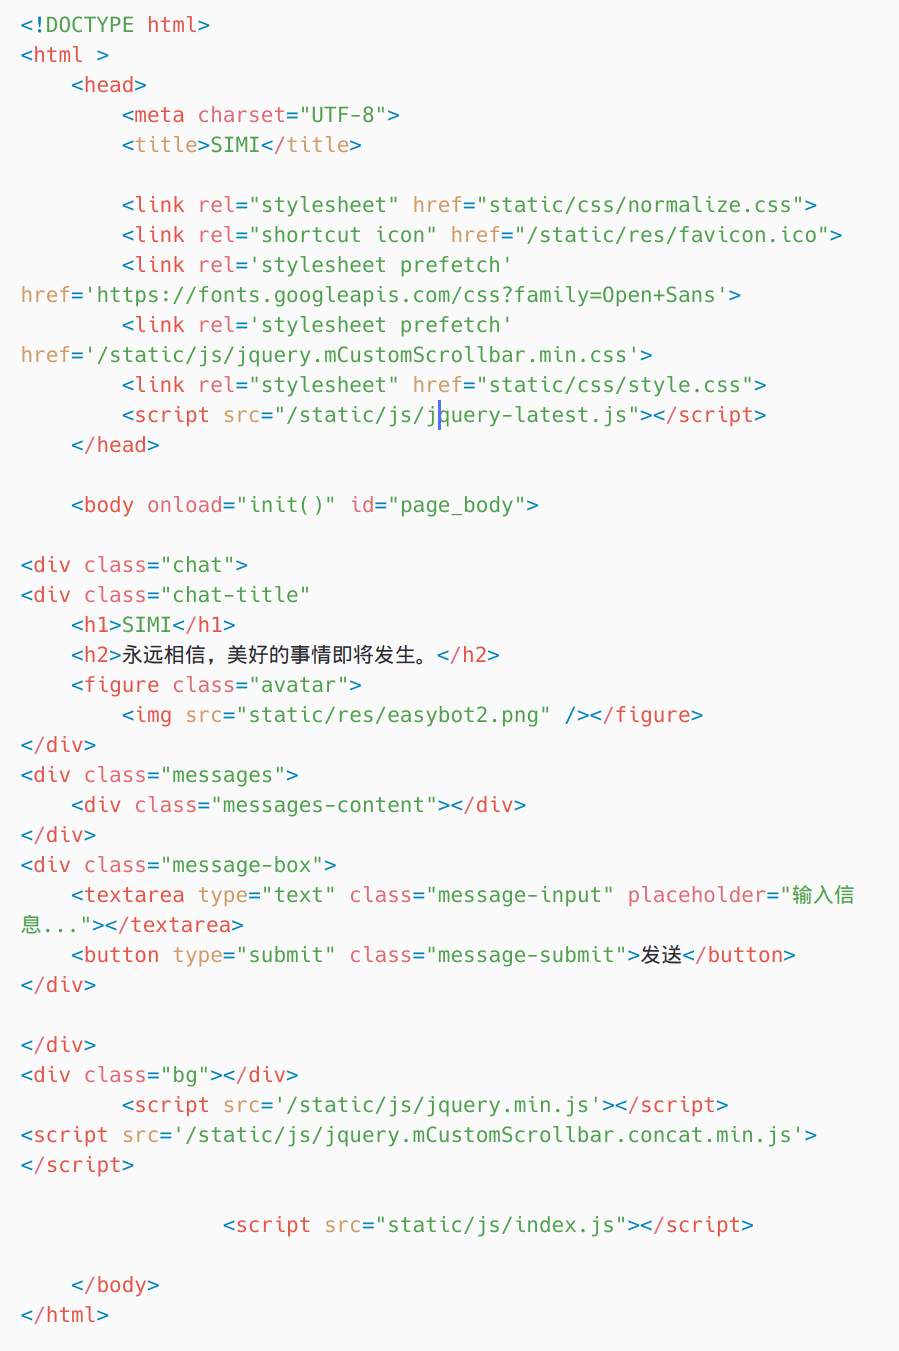 <!DOCTYPE html>
<html >
    <head>
        <meta charset="UTF-8">
        <title>SIMI</title>

        <link rel="stylesheet" href="static/css/normalize.css">
        <link rel="shortcut icon" href="/static/res/favicon.ico">
        <link rel='stylesheet prefetch'
href='https://fonts.googleapis.com/css?family=Open+Sans'>
        <link rel='stylesheet prefetch'
href='/static/js/jquery.mCustomScrollbar.min.css'>
        <link rel="stylesheet" href="static/css/style.css">
        <script src="/static/js/jquery-latest.js"></script>
    </head>

    <body onload="init()" id="page_body">

<div class="chat">
<div class="chat-title"
    <h1>SIMI</h1>
    <h2>永远相信，美好的事情即将发生。</h2>
    <figure class="avatar">
        <img src="static/res/easybot2.png" /></figure>
</div>
<div class="messages">
    <div class="messages-content"></div>
</div>
<div class="message-box">
    <textarea type="text" class="message-input" placeholder="输入信
息..."></textarea>
    <button type="submit" class="message-submit">发送</button>
</div>

</div>
<div class="bg"></div>
        <script src='/static/js/jquery.min.js'></script>
<script src='/static/js/jquery.mCustomScrollbar.concat.min.js'>
</script>

                <script src="static/js/index.js"></script>

    </body>
</html>